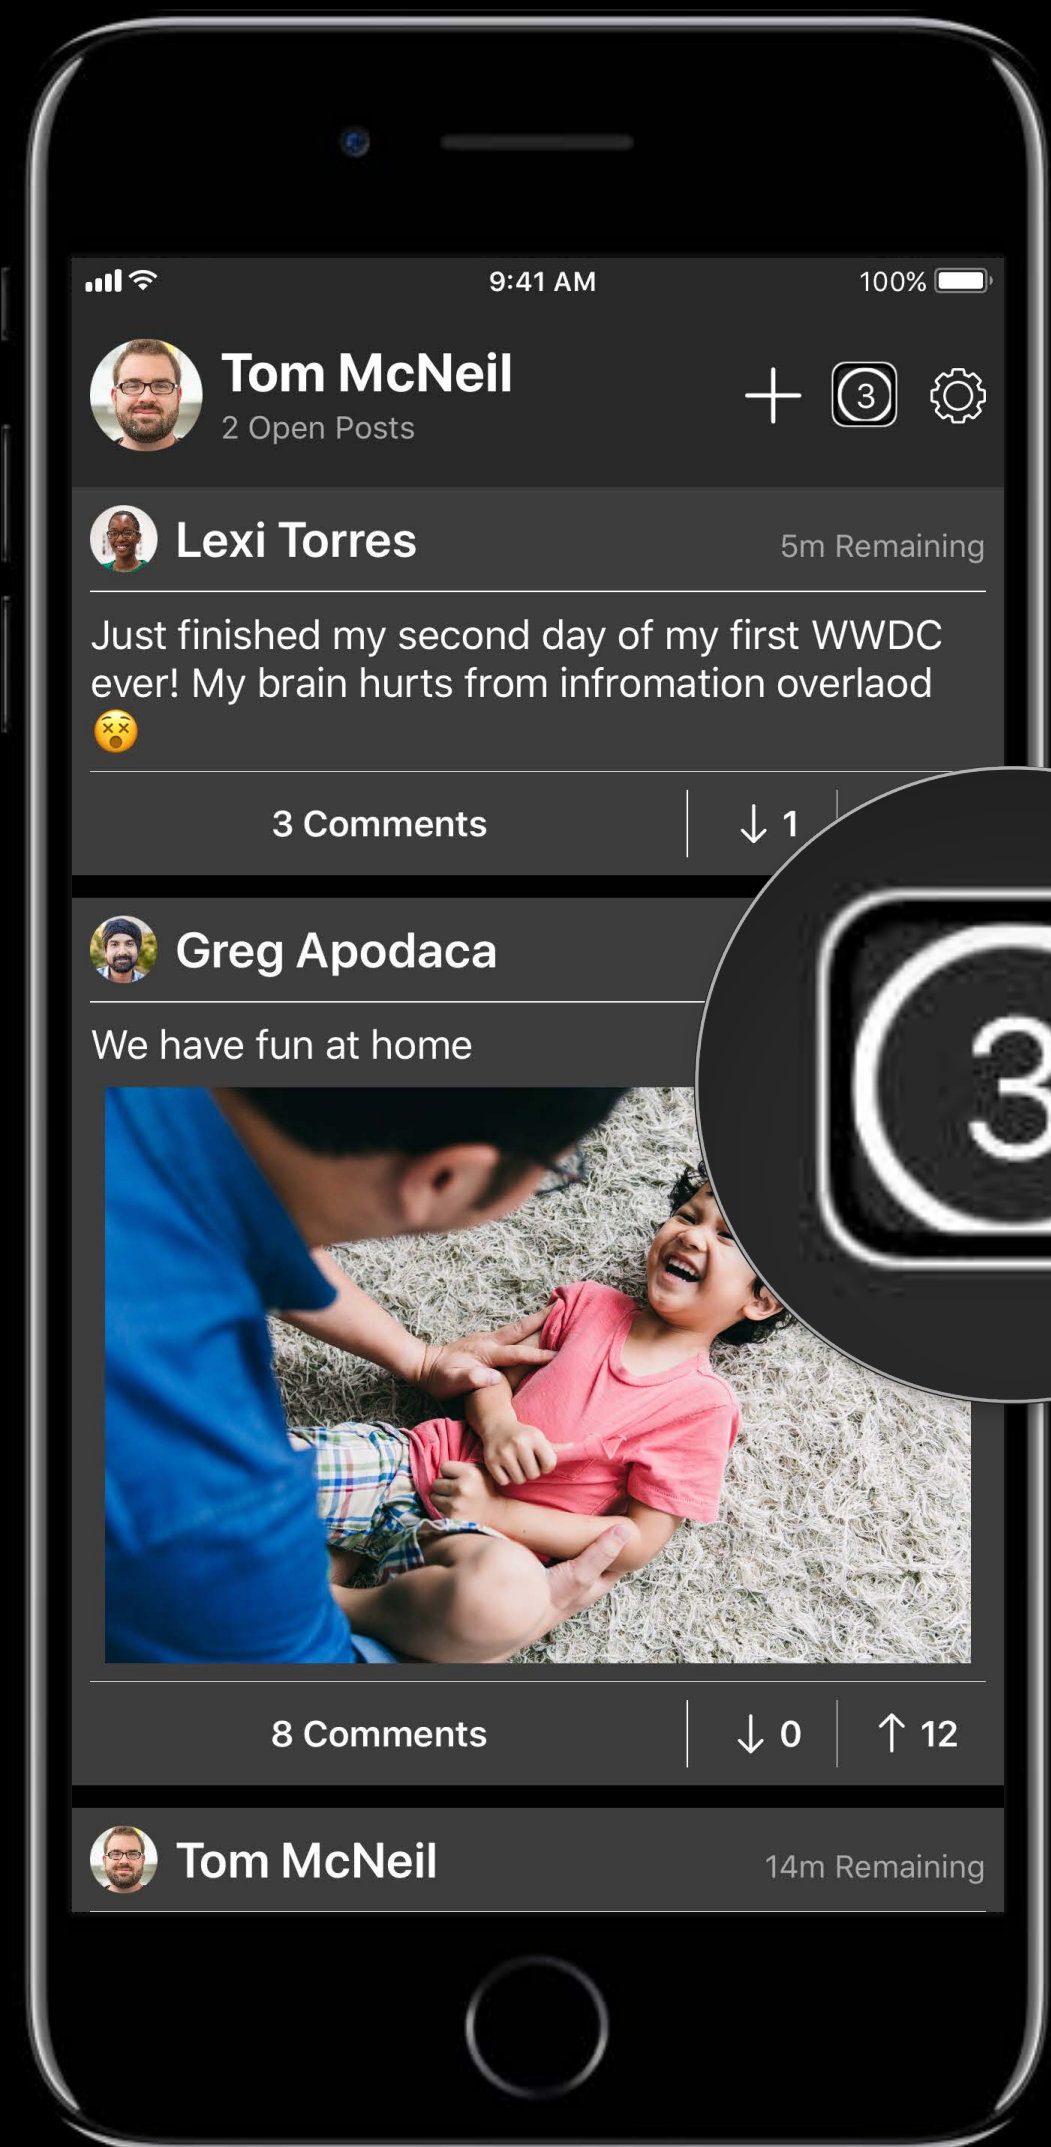 9:41 AM
100%
Tom McNeil
2 Open Posts
3
Lexi Torres
5m Remaining
Just finished my second day of my first WWDC
ever! My brain hurts from infromation overlaod
😵
3 Comments
↓ 1
Greg Apodaca
3
We have fun at home
8 Comments
↓ 0
↑ 12
Tom McNeil
14m Remaining